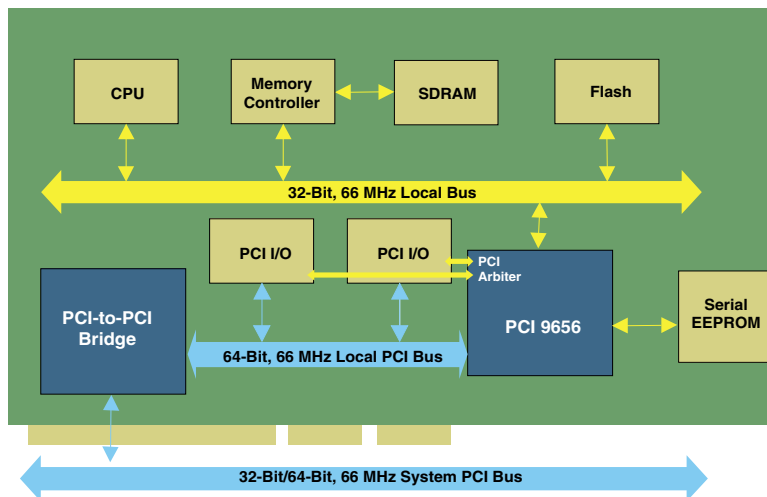 CPU
Memory
Controller
SDRAM
Flash
32-Bit, 66 MHz Local Bus
PCI I/O
PCI I/O
PCI
Arbiter
PCI-to-PCI
Bridge
PCI 9656
Serial
EEPROM
64-Bit, 66 MHz Local PCI Bus
32-Bit/64-Bit, 66 MHz System PCI Bus